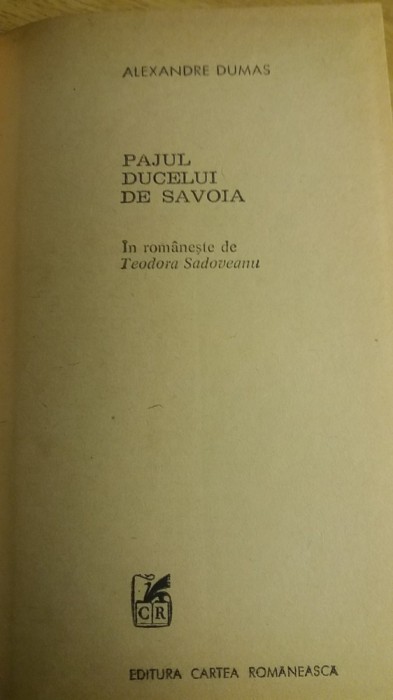 ALEXANDRE DUMAS
PAJUL
DUCELUI
DE SAVOIA
În românește de
Teodora Sadoveanu
CR
EDITURA CARTEA ROMÂNEASCĂ